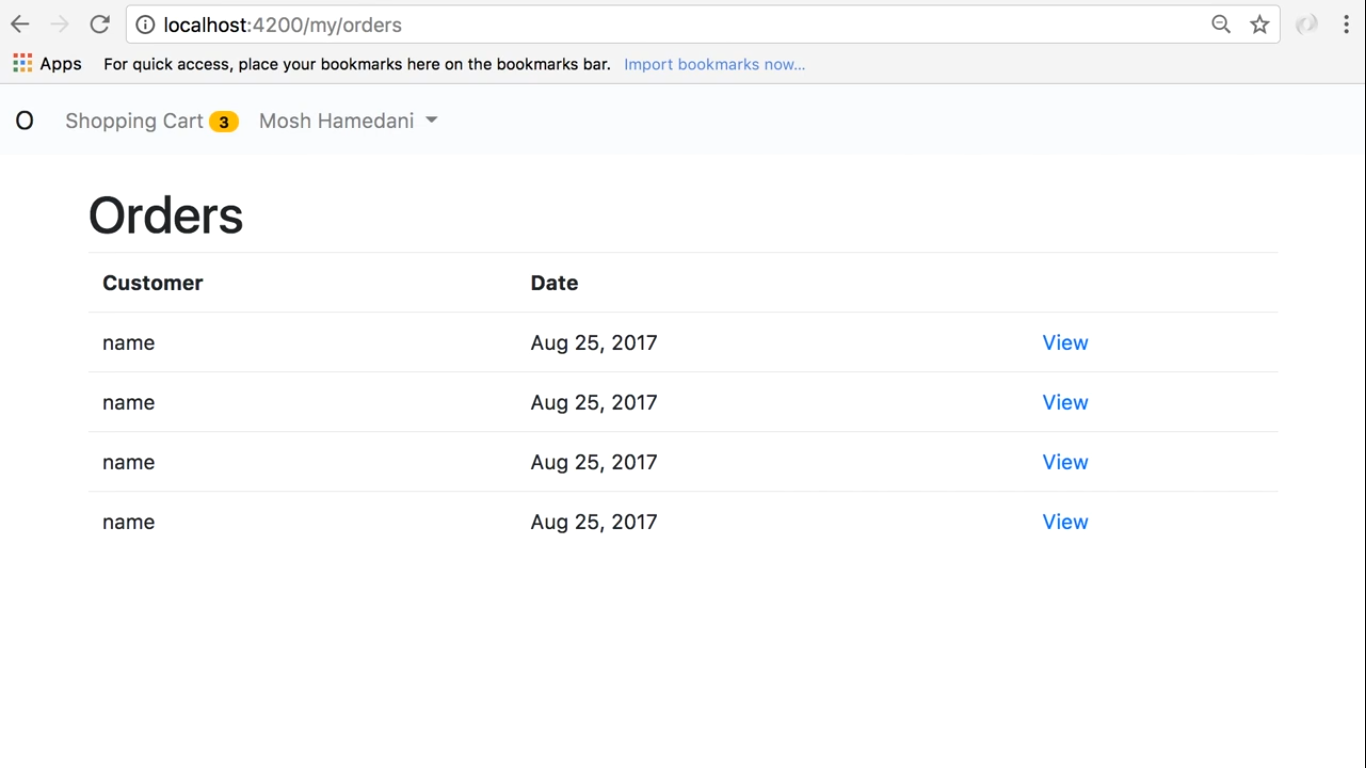 localhost:4200/my/orders
Apps For quick access, place your bookmarks here on the bookmarks bar. Import bookmarks now...
O Shopping Cart 3 Mosh Hamedani
Orders
Customer Date
name Aug 25, 2017 View
name Aug 25, 2017 View
name Aug 25, 2017 View
name Aug 25, 2017 View